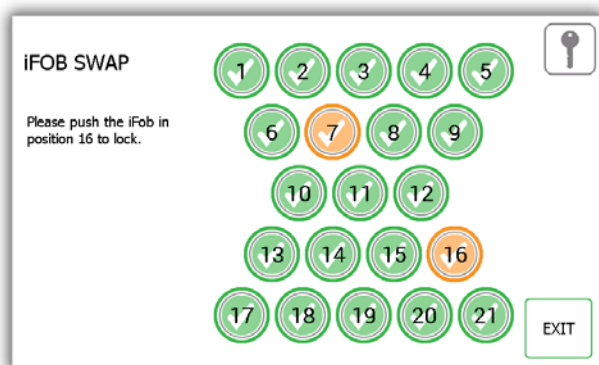 iFOB SWAP
Please push the iFob in
position 16 to lock.
1 2 3 4 5
6 7 8 9
10 11 12
13 14 15 16
17 18 19 20 21
EXIT